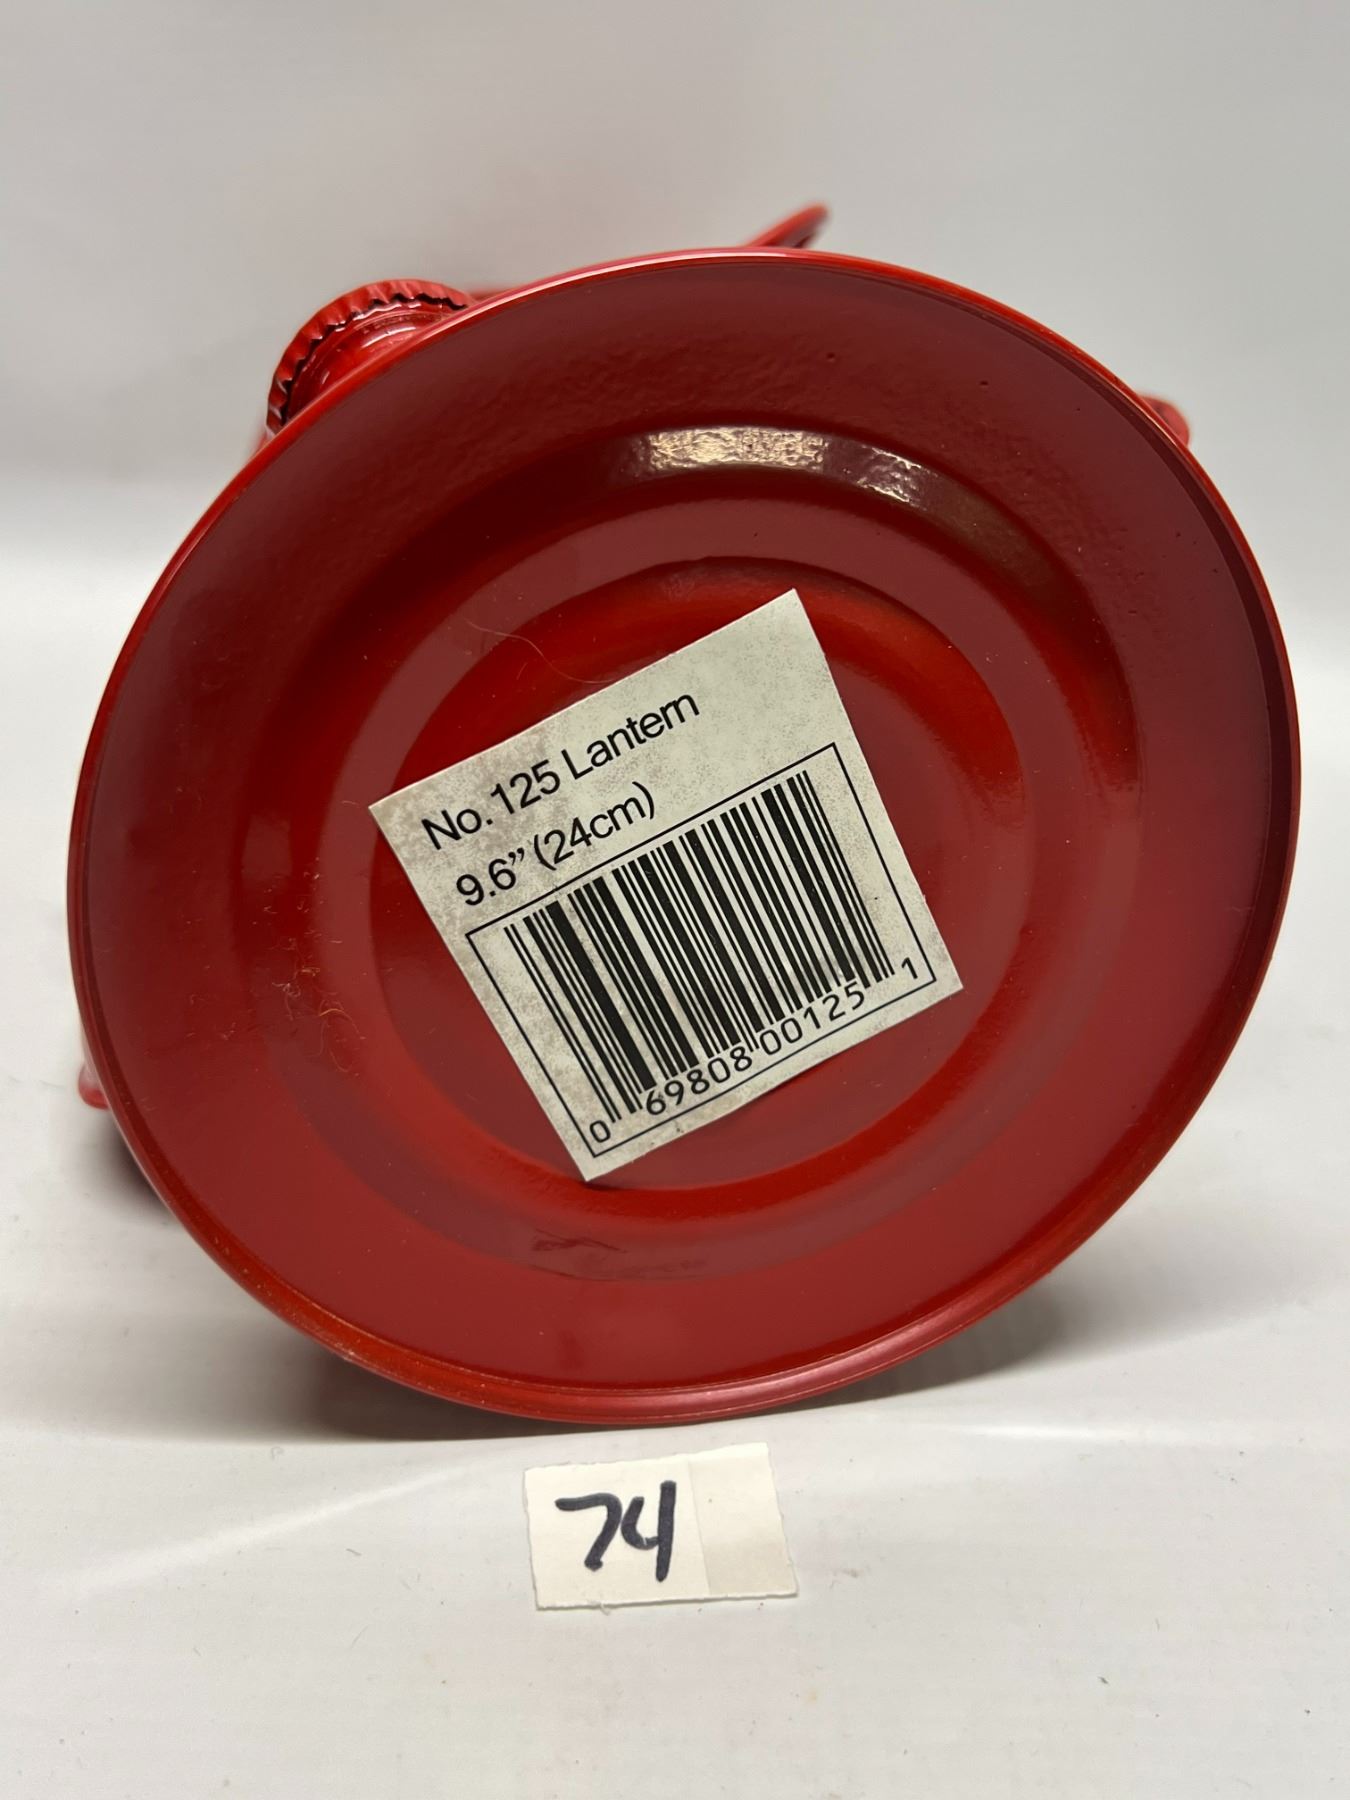 No. 125 Lantern
9.6” (24cm)
0 69808 00125 1
74